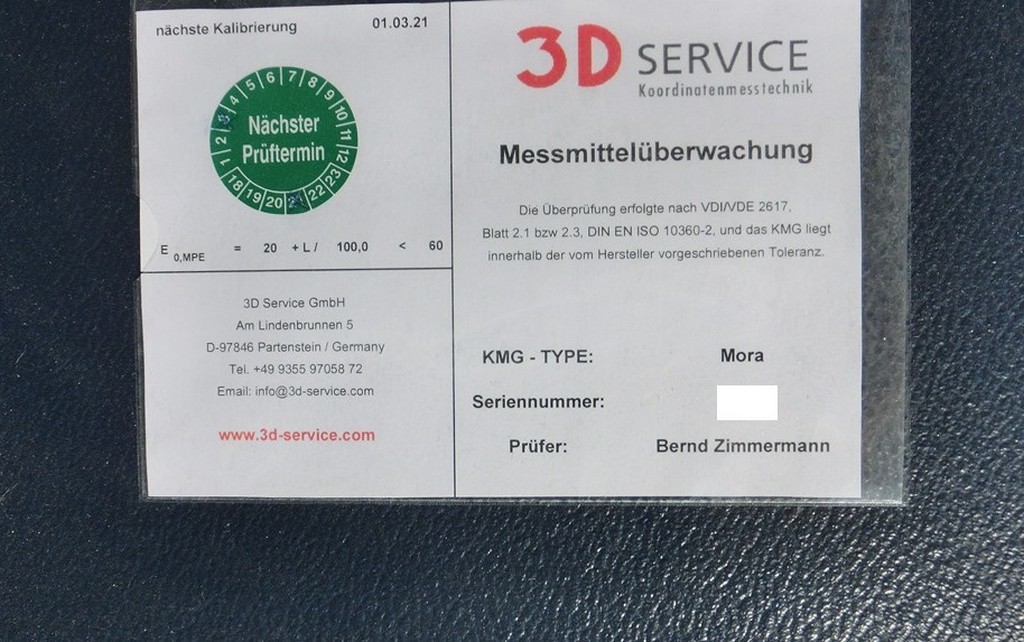 nächste Kalibrierung 01.03.21
1 2 3 4 5 6 7 8 9 10 11 12
Nächster
Prüftermin
18 19 20 21 22 23
E 0,MPE = 20 + L / 100,0 < 60
3D Service GmbH
Am Lindenbrunnen 5
D-97846 Partenstein / Germany
Tel. +49 9355 97058 72
Email: info@3d-service.com
www.3d-service.com
3D SERVICE
Koordinatenmesstechnik
Messmittelüberwachung
Die Überprüfung erfolgte nach VDI/VDE 2617,
Blatt 2.1 bzw 2.3, DIN EN ISO 10360-2, und das KMG liegt
innerhalb der vom Hersteller vorgeschriebenen Toleranz.
KMG - TYPE: Mora
Seriennummer:
Prüfer: Bernd Zimmermann